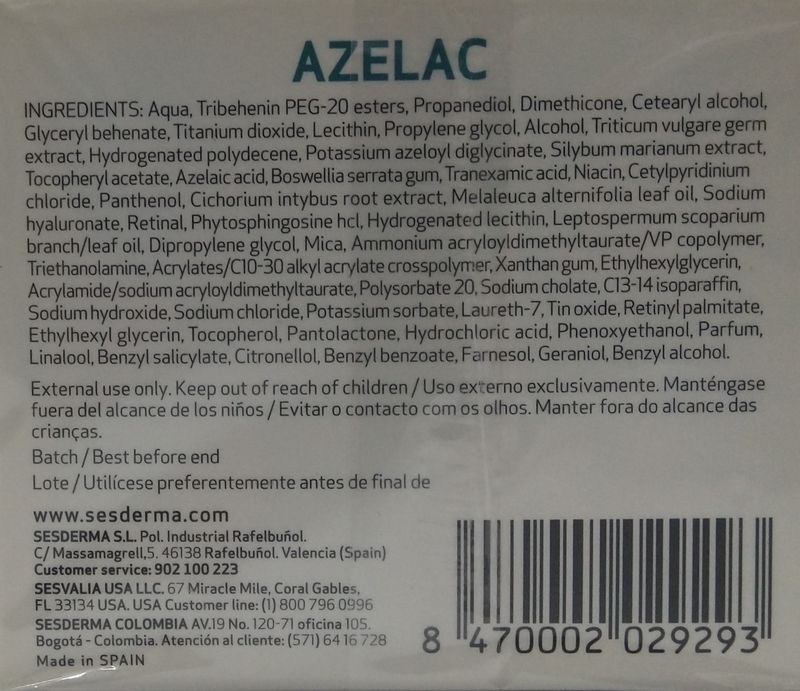 AZELAC
INGREDIENTS: Aqua, Tribehenin PEG-20 esters, Propanediol, Dimethicone, Cetearyl alcohol,
Glyceryl behenate, Titanium dioxide, Lecithin, Propylene glycol, Alcohol, Triticum vulgare germ
extract, Hydrogenated polydecene, Potassium azeloyl diglycinate, Silybum marianum extract,
Tocopheryl acetate, Azelaic acid, Boswellia serrata gum, Tranexamic acid, Niacin, Cetylpyridinium
chloride, Panthenol, Cichorium intybus root extract, Melaleuca alternifolia leaf oil, Sodium
hyaluronate, Retinal, Phytosphingosine hcl, Hydrogenated lecithin, Leptospermum scoparium
branch/leaf oil, Dipropylene glycol, Mica, Ammonium acryloyldimethyltaurate/VP copolymer,
Triethanolamine, Acrylates/C10-30 alkyl acrylate crosspolymer, Xanthan gum, Ethylhexylglycerin,
Acrylamide/sodium acryloyldimethyltaurate, Polysorbate 20, Sodium cholate, C13-14 isoparaffin,
Sodium hydroxide, Sodium chloride, Potassium sorbate, Laureth-7, Tin oxide, Retinyl palmitate,
Ethylhexyl glycerin, Tocopherol, Pantolactone, Hydrochloric acid, Phenoxyethanol, Parfum,
Linalool, Benzyl salicylate, Citronellol, Benzyl benzoate, Farnesol, Geraniol, Benzyl alcohol.
External use only. Keep out of reach of children / Uso externo exclusivamente. Manténgase
fuera del alcance de los niños / Evitar o contacto com os olhos. Manter fora do alcance das
crianças.
Batch / Best before end
Lote / Utilícese preferentemente antes de final de
www.sesderma.com
SESDERMA S.L. Pol. Industrial Rafelbuñol.
C/ Massamagrell,5. 46138 Rafelbuñol. Valencia (Spain)
Customer service: 902 100 223
SESVALIA USA LLC. 67 Miracle Mile, Coral Gables,
FL 33134 USA. USA Customer line: (1) 800 796 0996
SESDERMA COLOMBIA AV.19 No. 120-71 oficina 105.
Bogotá - Colombia. Atención al cliente: (571) 64 16 728
Made in SPAIN
8 470002 029293